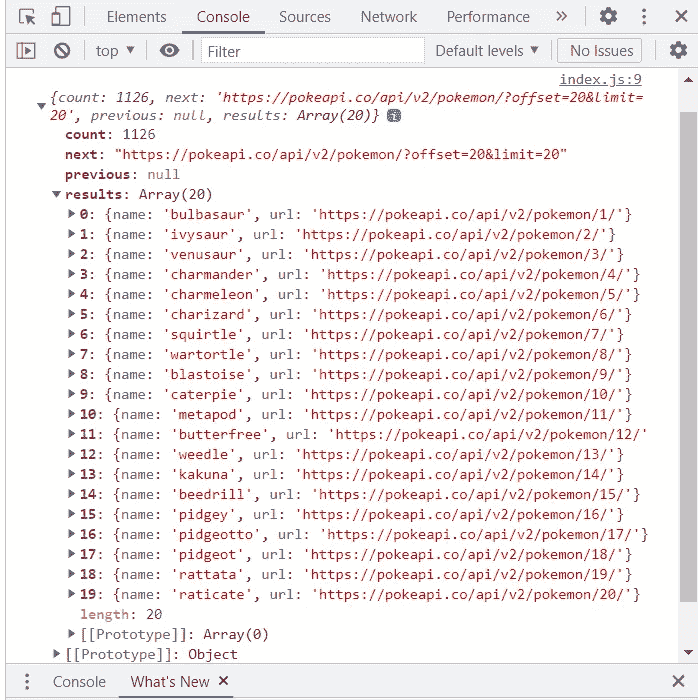 Elements Console Sources Network Performance
top Filter Default levels No Issues
index.js:9
{count: 1126, next: 'https://pokeapi.co/api/v2/pokemon/?offset=20&limit=
20', previous: null, results: Array(20)} i
count: 1126
next: "https://pokeapi.co/api/v2/pokemon/?offset=20&limit=20"
previous: null
results: Array(20)
0: {name: 'bulbasaur', url: 'https://pokeapi.co/api/v2/pokemon/1/'}
1: {name: 'ivysaur', url: 'https://pokeapi.co/api/v2/pokemon/2/'}
2: {name: 'venusaur', url: 'https://pokeapi.co/api/v2/pokemon/3/'}
3: {name: 'charmander', url: 'https://pokeapi.co/api/v2/pokemon/4/'}
4: {name: 'charmeleon', url: 'https://pokeapi.co/api/v2/pokemon/5/'}
5: {name: 'charizard', url: 'https://pokeapi.co/api/v2/pokemon/6/'}
6: {name: 'squirtle', url: 'https://pokeapi.co/api/v2/pokemon/7/'}
7: {name: 'wartortle', url: 'https://pokeapi.co/api/v2/pokemon/8/'}
8: {name: 'blastoise', url: 'https://pokeapi.co/api/v2/pokemon/9/'}
9: {name: 'caterpie', url: 'https://pokeapi.co/api/v2/pokemon/10/'}
10: {name: 'metapod', url: 'https://pokeapi.co/api/v2/pokemon/11/'}
11: {name: 'butterfree', url: 'https://pokeapi.co/api/v2/pokemon/12/'
12: {name: 'weedle', url: 'https://pokeapi.co/api/v2/pokemon/13/'}
13: {name: 'kakuna', url: 'https://pokeapi.co/api/v2/pokemon/14/'}
14: {name: 'beedrill', url: 'https://pokeapi.co/api/v2/pokemon/15/'}
15: {name: 'pidgey', url: 'https://pokeapi.co/api/v2/pokemon/16/'}
16: {name: 'pidgeotto', url: 'https://pokeapi.co/api/v2/pokemon/17/'}
17: {name: 'pidgeot', url: 'https://pokeapi.co/api/v2/pokemon/18/'}
18: {name: 'rattata', url: 'https://pokeapi.co/api/v2/pokemon/19/'}
19: {name: 'raticate', url: 'https://pokeapi.co/api/v2/pokemon/20/'}
length: 20
[[Prototype]]: Array(0)
[[Prototype]]: Object
Console What's New